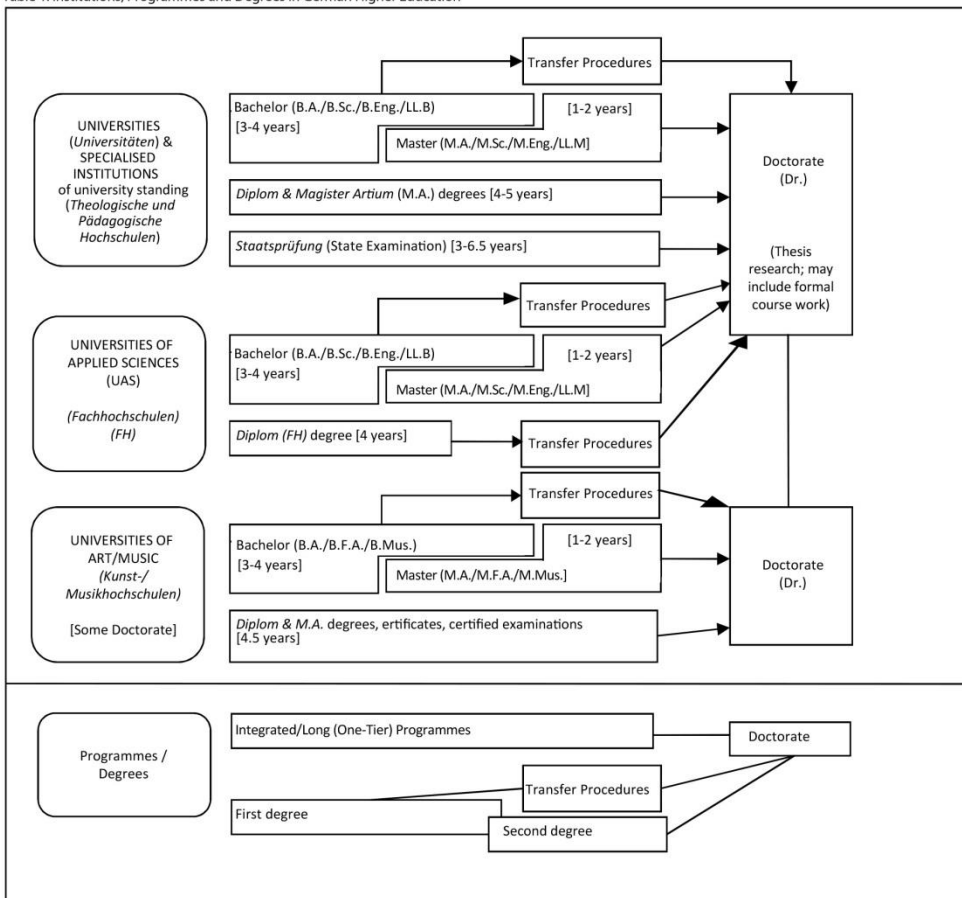 Table 1: Institutions, Programmes and Degrees in German Higher Education
Transfer Procedures
UNIVERSITIES
(Universitäten) &
SPECIALISED
INSTITUTIONS
of university standing
(Theologische und
Pädagogische
Hochschulen)
Bachelor (B.A./B.Sc./B.Eng./LL.B)
[3-4 years]
[1-2 years]
Master (M.A./M.Sc./M.Eng./LL.M]
Diplom & Magister Artium (M.A.) degrees [4-5 years]
Staatsprüfung (State Examination) [3-6.5 years]
Doctorate
(Dr.)
(Thesis
research; may
include formal
course work)
Transfer Procedures
UNIVERSITIES OF
APPLIED SCIENCES
(UAS)
(Fachhochschulen)
(FH)
Bachelor (B.A./B.Sc./B.Eng./LL.B)
[3-4 years]
[1-2 years]
Master (M.A./M.Sc./M.Eng./LL.M]
Diplom (FH) degree [4 years]
Transfer Procedures
Transfer Procedures
UNIVERSITIES OF
ART/MUSIC
(Kunst-/
Musikhochschulen)
[Some Doctorate]
Bachelor (B.A./B.F.A./B.Mus.)
[3-4 years]
[1-2 years]
Master (M.A./M.F.A./M.Mus.]
Diplom & M.A. degrees, ertificates, certified examinations
[4.5 years]
Doctorate
(Dr.)
Programmes /
Degrees
Integrated/Long (One-Tier) Programmes
Doctorate
Transfer Procedures
First degree
Second degree